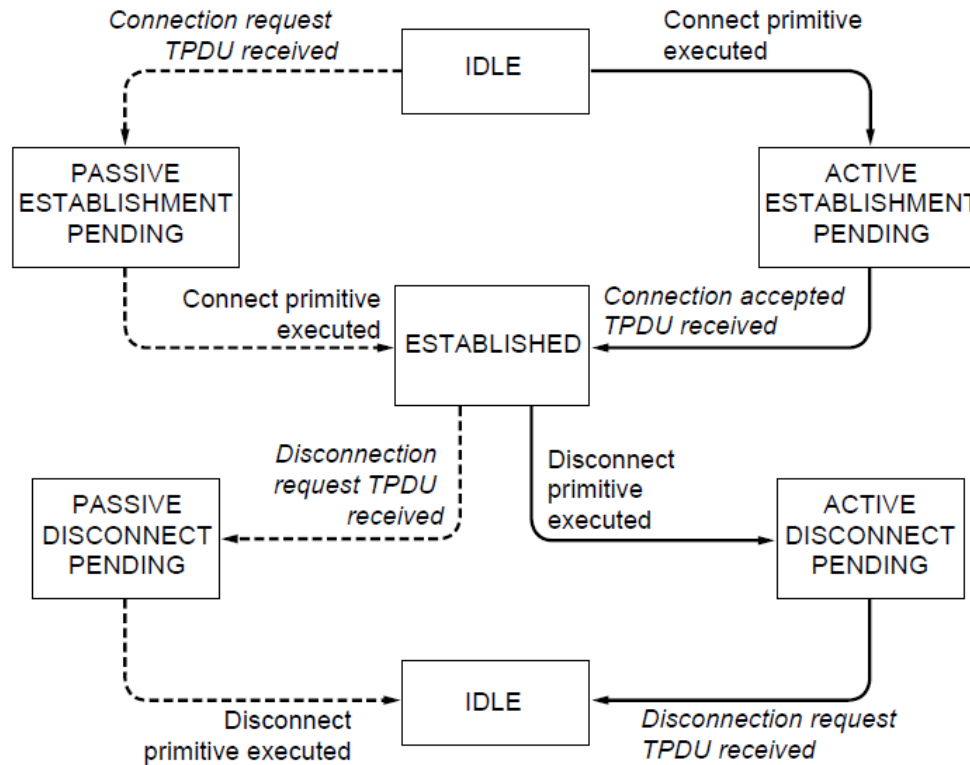 Connection request
TPDU received
IDLE
Connect primitive
executed
PASSIVE
ESTABLISHMENT
PENDING
ACTIVE
ESTABLISHMENT
PENDING
Connect primitive
executed
ESTABLISHED
Connection accepted
TPDU received
Disconnection
request TPDU
received
Disconnect
primitive
executed
PASSIVE
DISCONNECT
PENDING
ACTIVE
DISCONNECT
PENDING
IDLE
Disconnect
primitive executed
Disconnection request
TPDU received